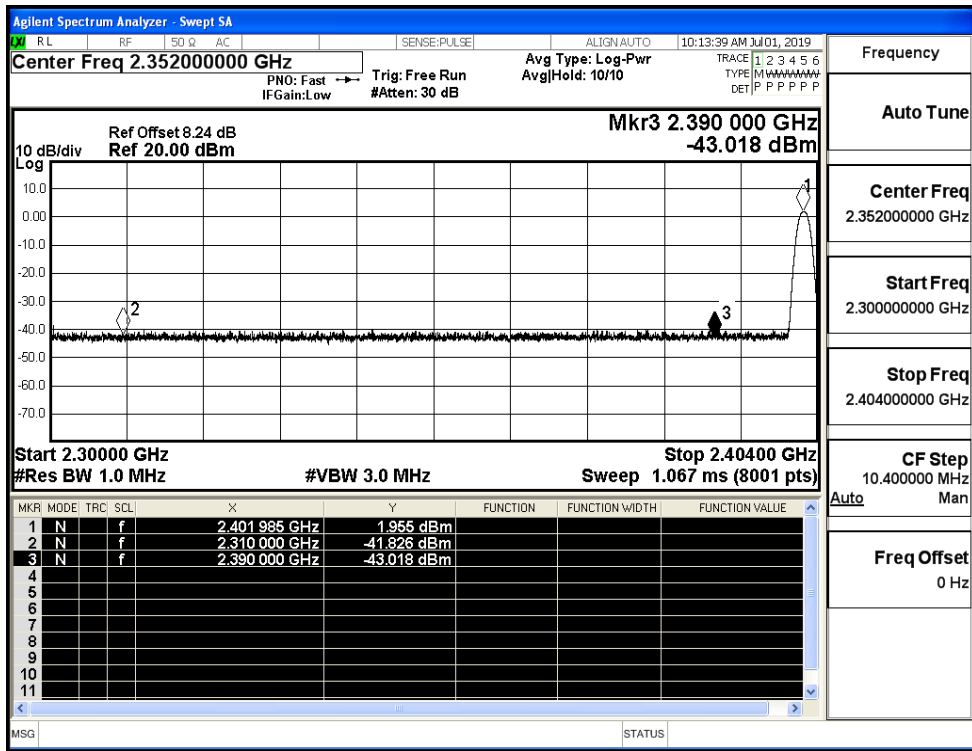 Agilent Spectrum Analyzer - Swept SA
LXI RL RF 50 Ω AC SENSE:PULSE ALIGN AUTO 10:13:39 AM Jul 01, 2019
Center Freq 2.352000000 GHz
PNO: Fast
IFGain:Low
Trig: Free Run
#Atten: 30 dB
Avg Type: Log-Pwr
Avg|Hold: 10/10
TRACE 1 2 3 4 5 6
TYPE M WWWWW
DET P P P P P P
Ref Offset 8.24 dB
10 dB/div Ref 20.00 dBm
Log
Mkr3 2.390 000 GHz
-43.018 dBm
10.0
0.00
-10.0
-20.0
-30.0
-40.0
-50.0
-60.0
-70.0
1
2
3
Start 2.30000 GHz Stop 2.40400 GHz
#Res BW 1.0 MHz #VBW 3.0 MHz Sweep 1.067 ms (8001 pts)
MKR MODE TRC SCL X Y FUNCTION FUNCTION WIDTH FUNCTION VALUE
1 N f 2.401 985 GHz 1.955 dBm
2 N f 2.310 000 GHz -41.826 dBm
3 N f 2.390 000 GHz -43.018 dBm
4
5
6
7
8
9
10
11
MSG STATUS
Frequency
Auto Tune
Center Freq
2.352000000 GHz
Start Freq
2.300000000 GHz
Stop Freq
2.404000000 GHz
CF Step
10.400000 MHz
Auto Man
Freq Offset
0 Hz